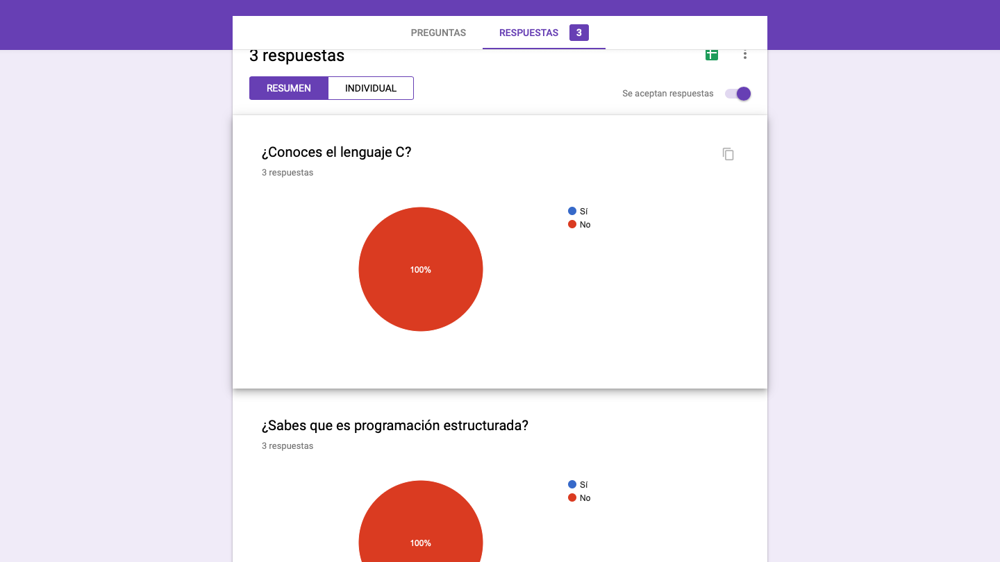 PREGUNTAS
RESPUESTAS 3
3 respuestas
RESUMEN
INDIVIDUAL
Se aceptan respuestas
¿Conoces el lenguaje C?
3 respuestas
Sí
No
100%
¿Sabes que es programación estructurada?
3 respuestas
Sí
No
100%